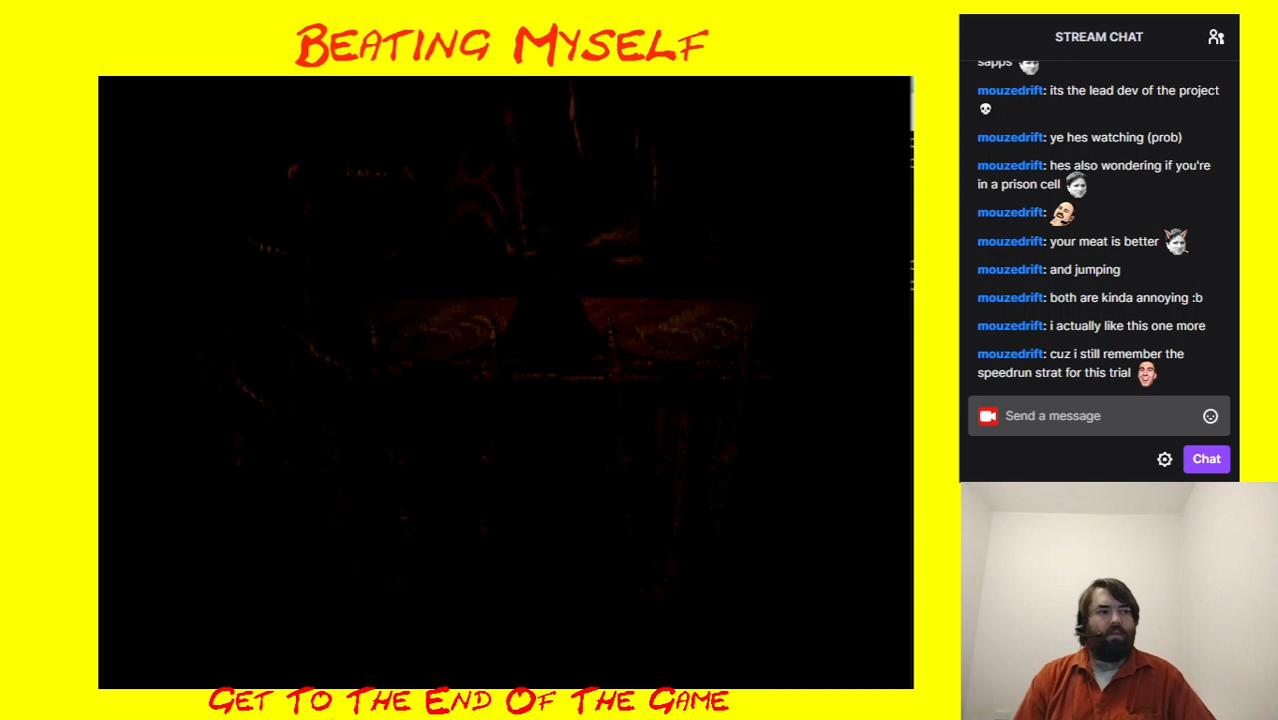 Beating Myself
STREAM CHAT
sapps
mouzedrift: its the lead dev of the project
mouzedrift: ye hes watching (prob)
mouzedrift: hes also wondering if you're
in a prison cell
mouzedrift:
mouzedrift: your meat is better
mouzedrift: and jumping
mouzedrift: both are kinda annoying :b
mouzedrift: i actually like this one more
mouzedrift: cuz i still remember the
speedrun strat for this trial
Send a message
Chat
Get To The End Of The Game